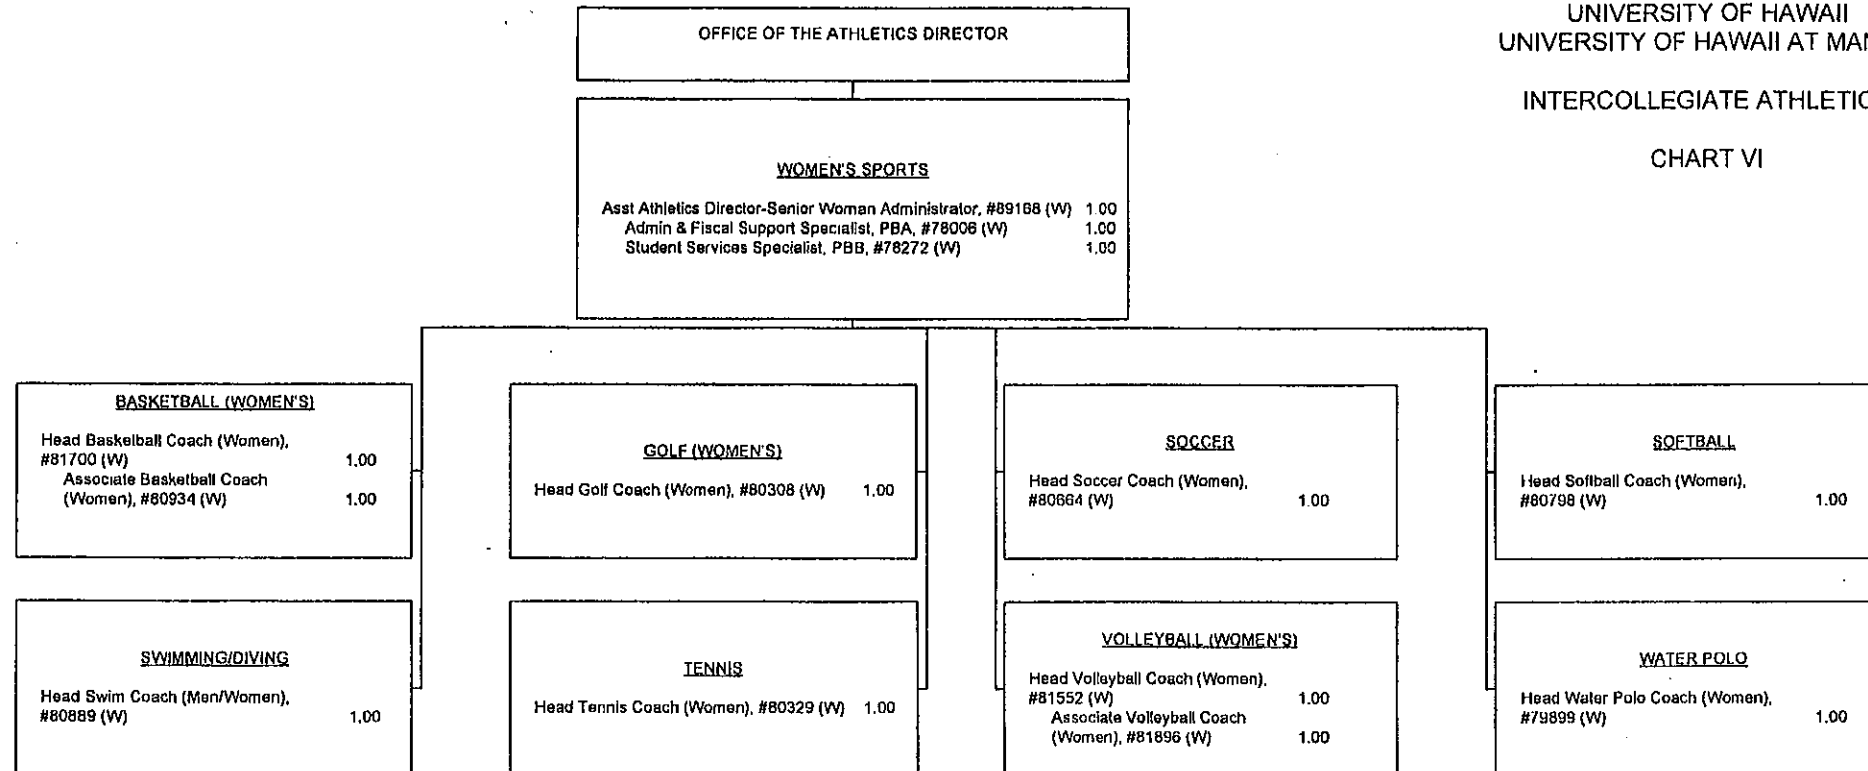 UNIVERSITY OF HAWAII
UNIVERSITY OF HAWAII AT
INTERCOLLEGIATE
CHART VI
OFFICE OF THE ATHLETICS DIRECTOR
WOMEN'S SPORTS
Asst Athletics Director-Senior Woman Administrator, #89168 (W) 1.00
Admin & Fiscal Support Specialist, PBA, #78006 (W) 1.00
Student Services Specialist, PBB, #78272 (W) 1.00
BASKETBALL (WOMEN'S)
Head Basketball Coach (Women),
#81700 (W) 1.00
Associate Basketball Coach
(Women), #80934 (W) 1.00
GOLF (WOMEN'S)
Head Golf Coach (Women), #80308 (W) 1.00
SOCCER
Head Soccer Coach (Women),
#80664 (W) 1.00
SOFTBALL
Head Softball Coach (Women),
#80798 (W) 1.00
SWIMMING/DIVING
Head Swim Coach (Men/Women),
#80889 (W) 1.00
TENNIS
Head Tennis Coach (Women), #80329 (W) 1.00
VOLLEYBALL (WOMEN'S)
Head Volleyball Coach (Women),
#81552 (W) 1.00
Associate Volleyball Coach
(Women), #81896 (W) 1.00
WATER POLO
Head Water Polo Coach (Women),
#79899 (W) 1.00